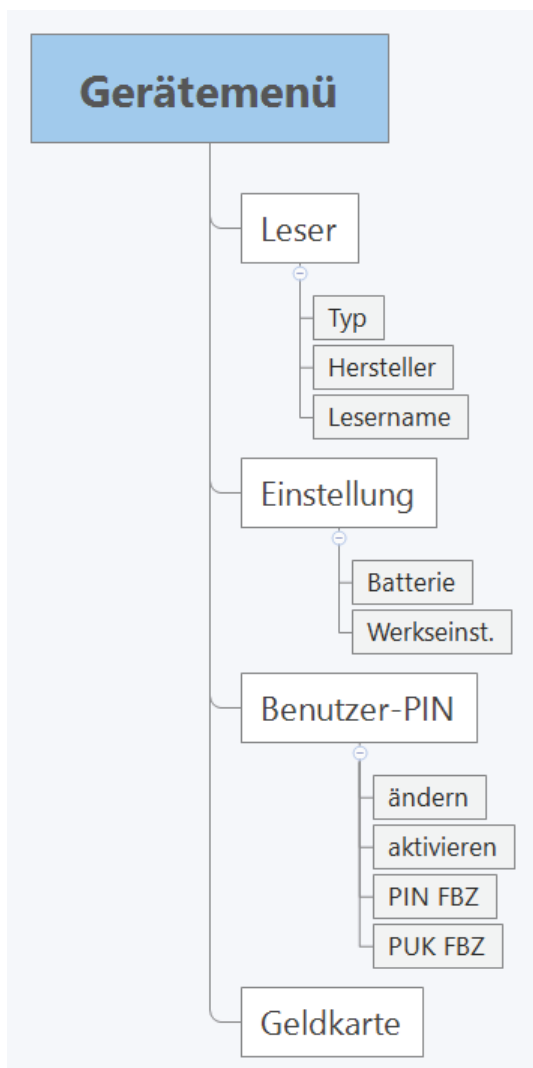 Gerätemenü
Leser
Typ
Hersteller
Lesername
Einstellung
Batterie
Werkseinst.
Benutzer-PIN
ändern
aktivieren
PIN FBZ
PUK FBZ
Geldkarte